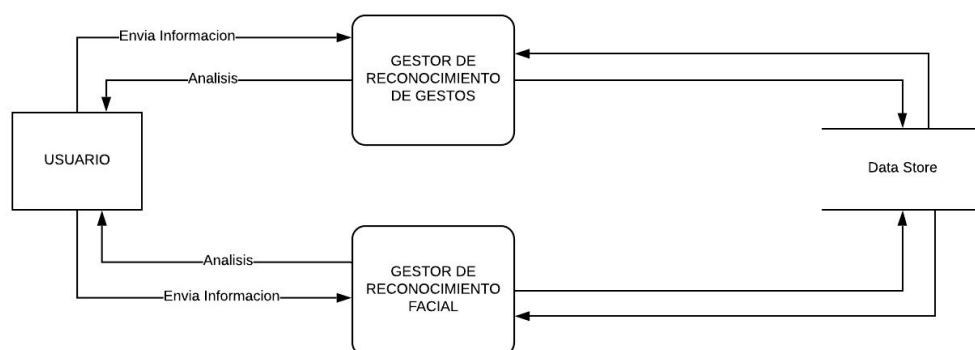 Envia Informacion
GESTOR DE
RECONOCIMIENTO
DE GESTOS
Analisis
USUARIO
Data Store
Analisis
GESTOR DE
RECONOCIMIENTO
FACIAL
Envia Informacion